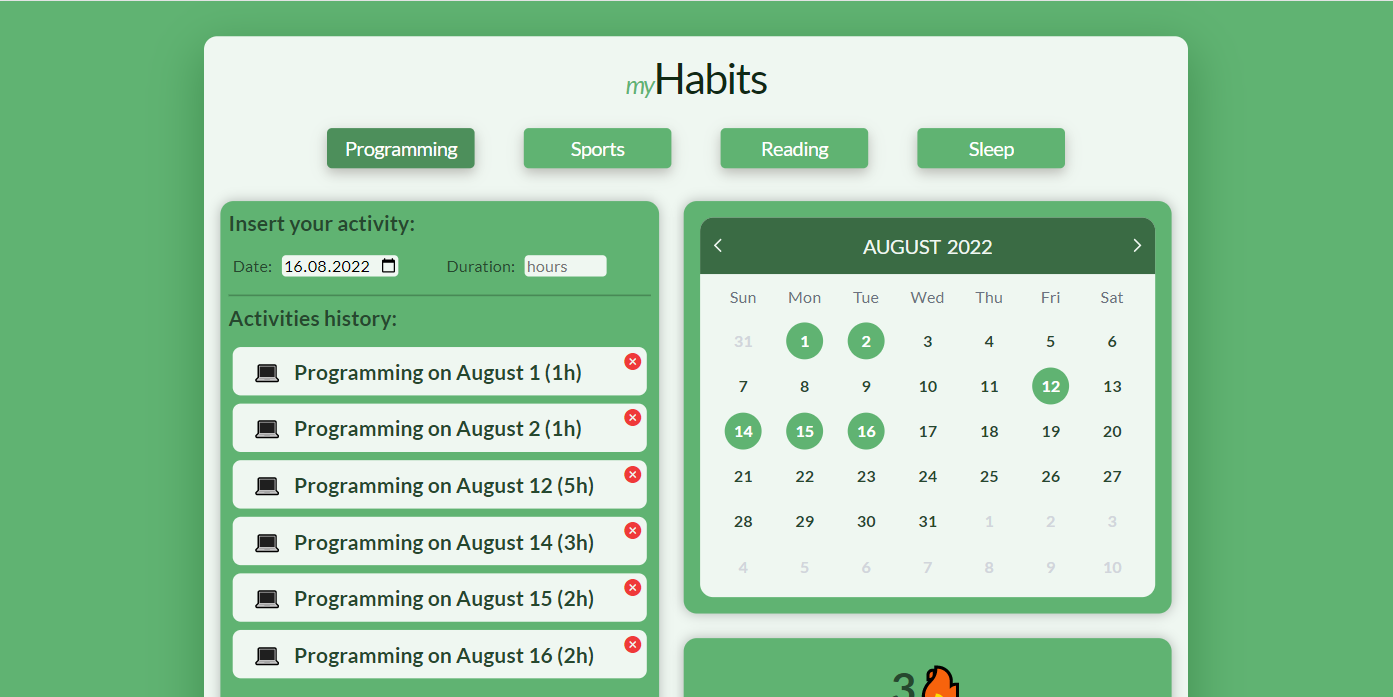 myHabits
Programming Sports Reading Sleep
Insert your activity:
Date: 16.08.2022 Duration: hours
Activities history:
Programming on August 1 (1h)
Programming on August 2 (1h)
Programming on August 12 (5h)
Programming on August 14 (3h)
Programming on August 15 (2h)
Programming on August 16 (2h)
AUGUST 2022
Sun Mon Tue Wed Thu Fri Sat
31 1 2 3 4 5 6
7 8 9 10 11 12 13
14 15 16 17 18 19 20
21 22 23 24 25 26 27
28 29 30 31 1 2 3
4 5 6 7 8 9 10
3